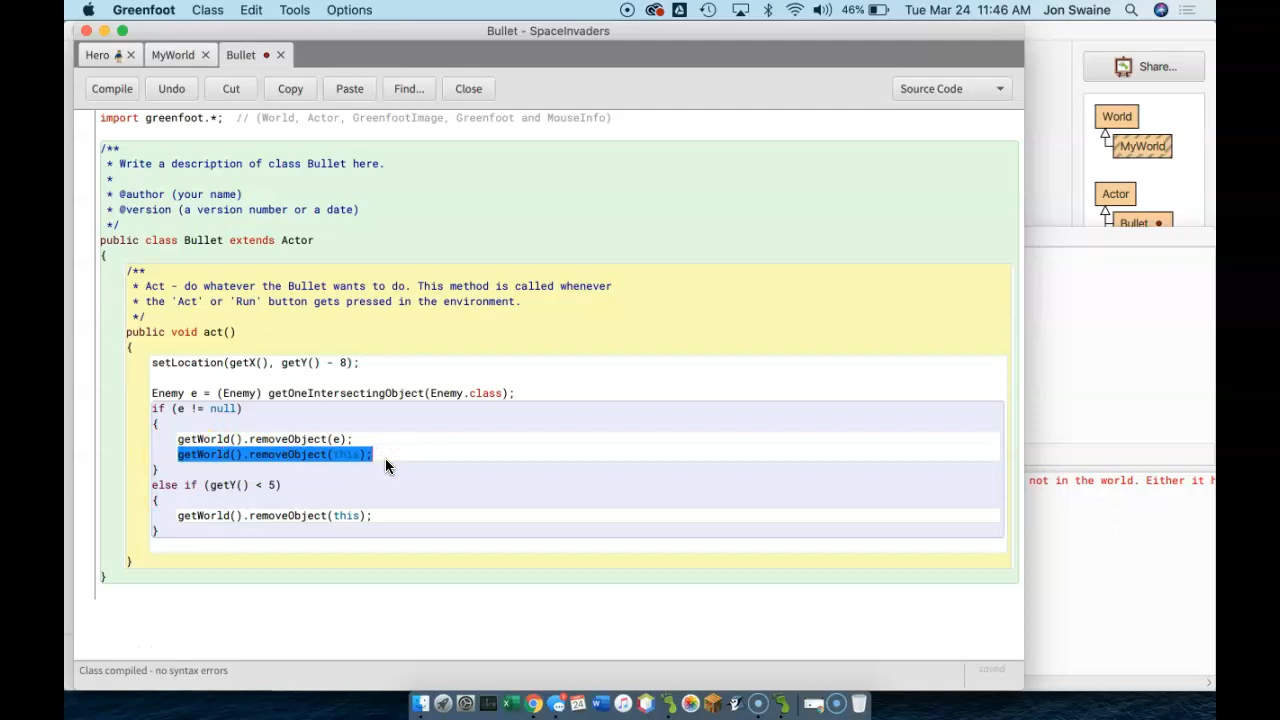 Greenfoot Class Edit Tools Options 46% Tue Mar 24 11:46 AM Jon Swaine
Bullet - SpaceInvaders
Hero MyWorld Bullet
Compile Undo Cut Copy Paste Find... Close Source Code
Share...
import greenfoot.*; // (World, Actor, GreenfootImage, Greenfoot and MouseInfo)
World
MyWorld
Actor
Bullet
/**
* Write a description of class Bullet here.
*
* @author (your name)
* @version (a version number or a date)
*/
public class Bullet extends Actor
{
/**
* Act - do whatever the Bullet wants to do. This method is called whenever
* the 'Act' or 'Run' button gets pressed in the environment.
*/
public void act()
{
setLocation(getX(), getY() - 8);
Enemy e = (Enemy) getOneIntersectingObject(Enemy.class);
if (e != null)
{
getWorld().removeObject(e);
getWorld().removeObject(this);
}
else if (getY() < 5)
{
getWorld().removeObject(this);
}
}
}
not in the world. Either it
Class compiled - no syntax errors
saved